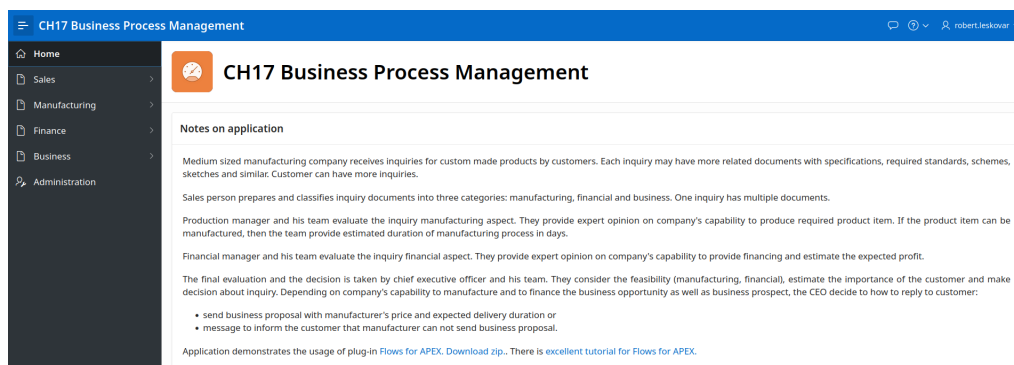 CH17 Business Process Management
robert.leskovar
Home
Sales
Manufacturing
Finance
Business
Administration
CH17 Business Process Management
Notes on application
Medium sized manufacturing company receives inquiries for custom made products by customers. Each inquiry may have more related documents with specifications, required standards, schemes,
sketches and similar. Customer can have more inquiries.
Sales person prepares and classifies inquiry documents into three categories: manufacturing, financial and business. One inquiry has multiple documents.
Production manager and his team evaluate the inquiry manufacturing aspect. They provide expert opinion on company's capability to produce required product item. If the product item can be
manufactured, then the team provide estimated duration of manufacturing process in days.
Financial manager and his team evaluate the inquiry financial aspect. They provide expert opinion on company's capability to provide financing and estimate the expected profit.
The final evaluation and the decision is taken by chief executive officer and his team. They consider the feasibility (manufacturing, financial), estimate the importance of the customer and make
decision about inquiry. Depending on company's capability to manufacture and to finance the business opportunity as well as business prospect, the CEO decide to how to reply to customer:
• send business proposal with manufacturer's price and expected delivery duration or
• message to inform the customer that manufacturer can not send business proposal.
Application demonstrates the usage of plug-in Flows for APEX. Download zip.. There is excellent tutorial for Flows for APEX.